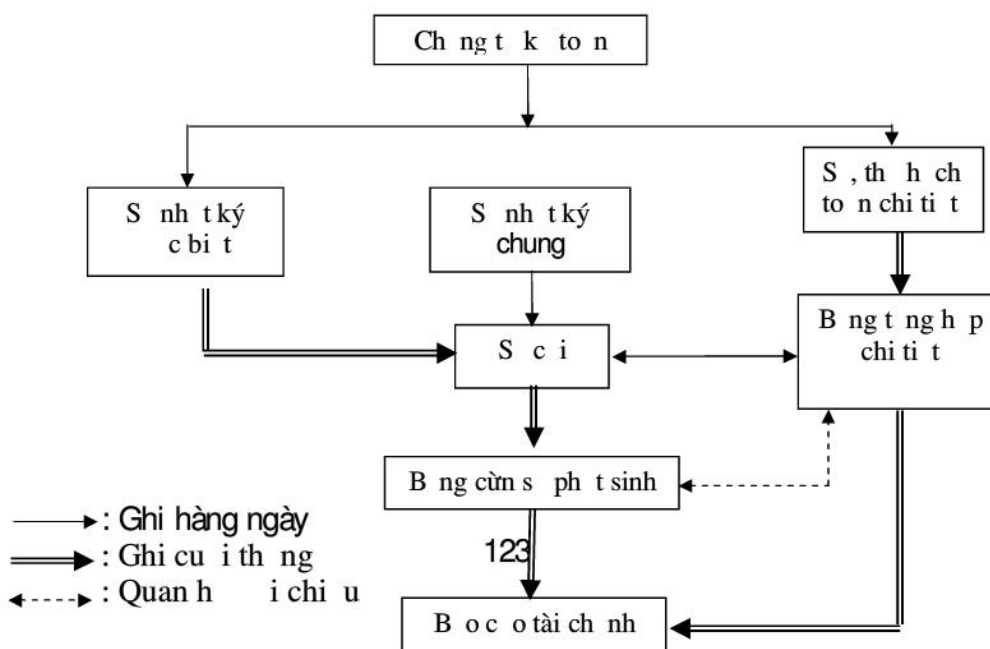 Ch ng t k to n
S , th h ch
to n chi ti t
S nh t ký
c bi t
S nh t ký
chung
B ng t ng h p
chi ti t
S c i
B ng cừn s ph t sinh
: Ghi hàng ngày
123
: Ghi cu i th ng
: Quan h i chi u
B o c o tài ch nh